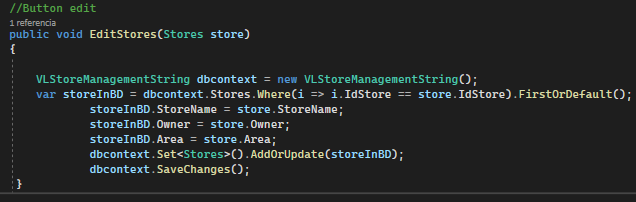 //Button edit
1 referencia
public void EditStores(Stores store)
{
VLStoreManagementString dbcontext = new VLStoreManagementString();
var storeInBD = dbcontext.Stores.Where(i => i.IdStore == store.IdStore).FirstOrDefault();
storeInBD.StoreName = store.StoreName;
storeInBD.Owner = store.Owner;
storeInBD.Area = store.Area;
dbcontext.Set<Stores>().AddOrUpdate(storeInBD);
dbcontext.SaveChanges();
}